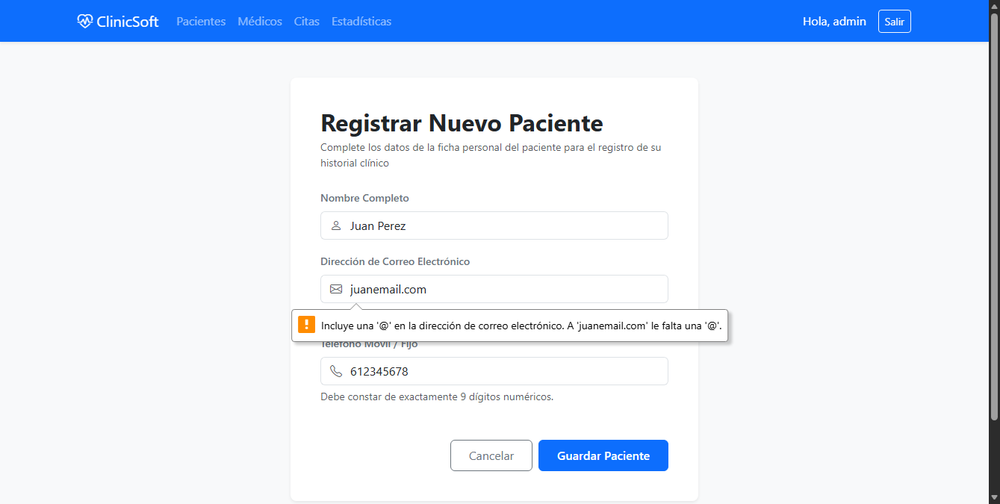 ClinicSoft Pacientes Médicos Citas Estadísticas Hola, admin Salir
Registrar Nuevo Paciente
Complete los datos de la ficha personal del paciente para el registro de su
historial clínico
Nombre Completo
Juan Perez
Dirección de Correo Electrónico
juanemail.com
Incluye una '@' en la dirección de correo electrónico. A 'juanemail.com' le falta una '@'.
Teléfono Móvil / Fijo
612345678
Debe constar de exactamente 9 dígitos numéricos.
Cancelar Guardar Paciente